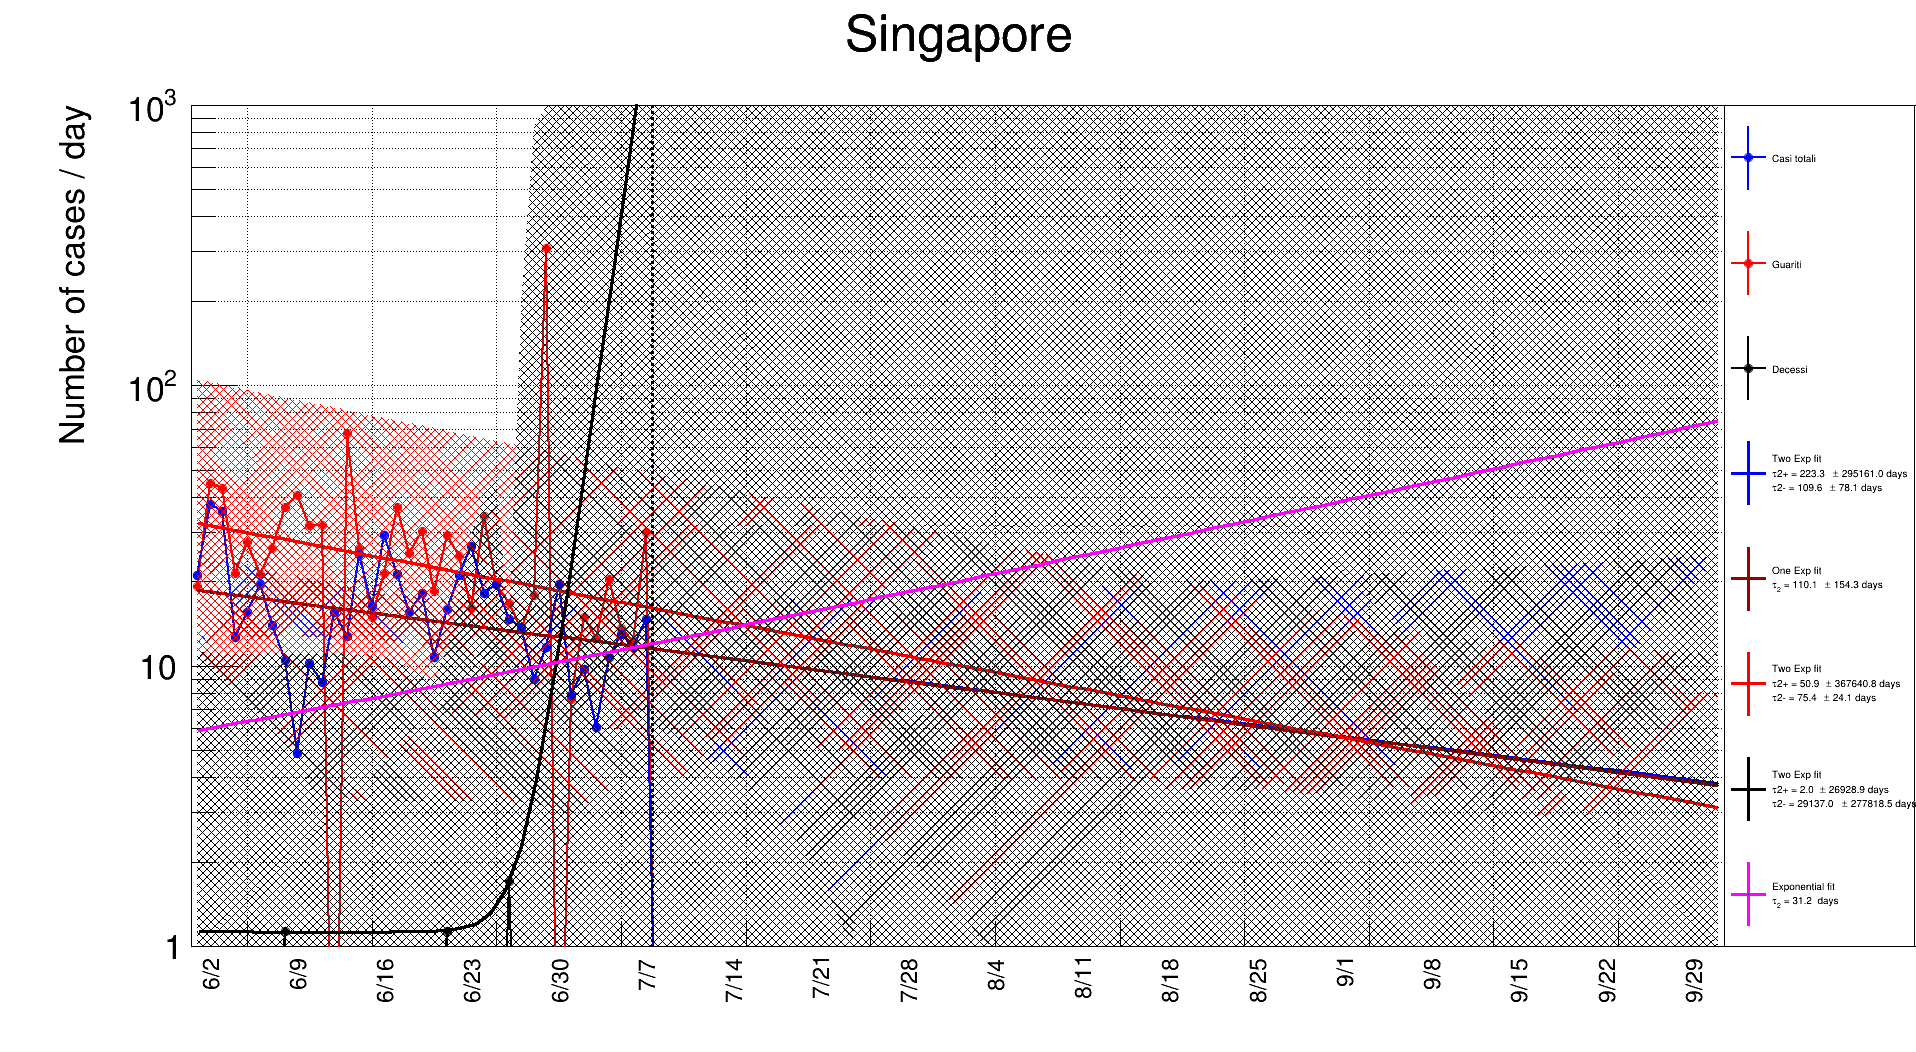 Singapore
Number of cases / day
10³
10²
10
1
6/2
6/9
6/16
6/23
6/30
7/7
7/14
7/21
7/28
8/4
8/11
8/18
8/25
9/1
9/8
9/15
9/22
9/29
Casi totali
Guariti
Decessi
Two Exp fit
τ2+ = 223.3 ± 295161.0 days
τ2- = 109.6 ± 78.1 days
One Exp fit
τ₂ = 110.1 ± 154.3 days
Two Exp fit
τ2+ = 50.9 ± 367640.8 days
τ2- = 75.4 ± 24.1 days
Two Exp fit
τ2+ = 2.0 ± 26928.9 days
τ2- = 29137.0 ± 277818.5 days
Exponential fit
τ₂ = 31.2 days